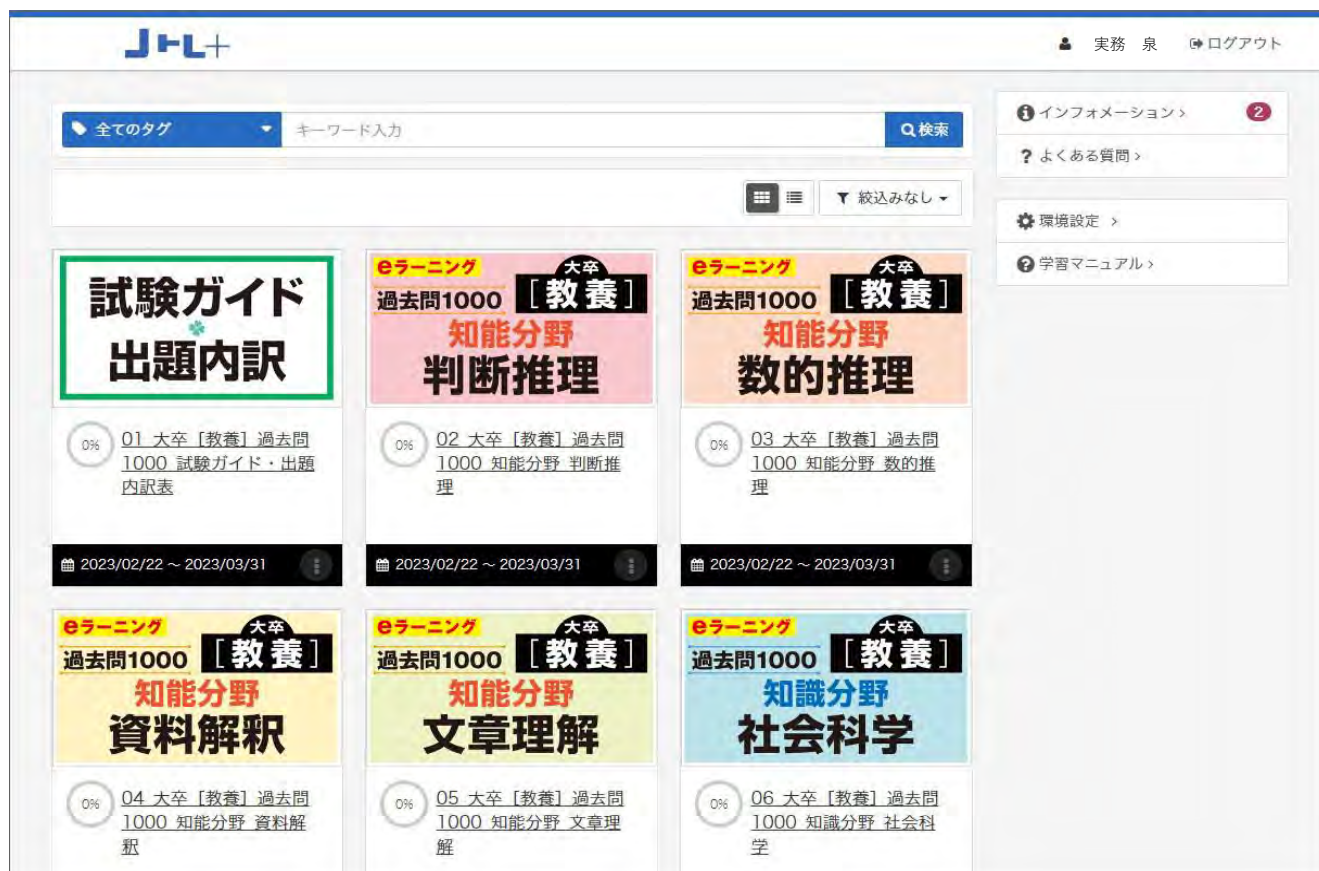 Jトレ+
実務 泉
ログアウト
全てのタグ
キーワード入力
検索
絞込みなし
インフォメーション
2
よくある質問
環境設定
学習マニュアル
試験ガイド
出題内訳
0%
01 大卒 [教養] 過去問
1000 試験ガイド・出題
内訳表
2023/02/22 ~ 2023/03/31
eラーニング
大卒
過去問1000
[教養]
知能分野
判断推理
0%
02 大卒 [教養] 過去問
1000 知能分野 判断推
理
2023/02/22 ~ 2023/03/31
eラーニング
大卒
過去問1000
[教養]
知能分野
数的推理
0%
03 大卒 [教養] 過去問
1000 知能分野 数的推
理
2023/02/22 ~ 2023/03/31
eラーニング
大卒
過去問1000
[教養]
知能分野
資料解釈
0%
04 大卒 [教養] 過去問
1000 知能分野 資料解
釈
eラーニング
大卒
過去問1000
[教養]
知能分野
文章理解
0%
05 大卒 [教養] 過去問
1000 知能分野 文章理
解
eラーニング
大卒
過去問1000
[教養]
知識分野
社会科学
0%
06 大卒 [教養] 過去問
1000 知識分野 社会科
学